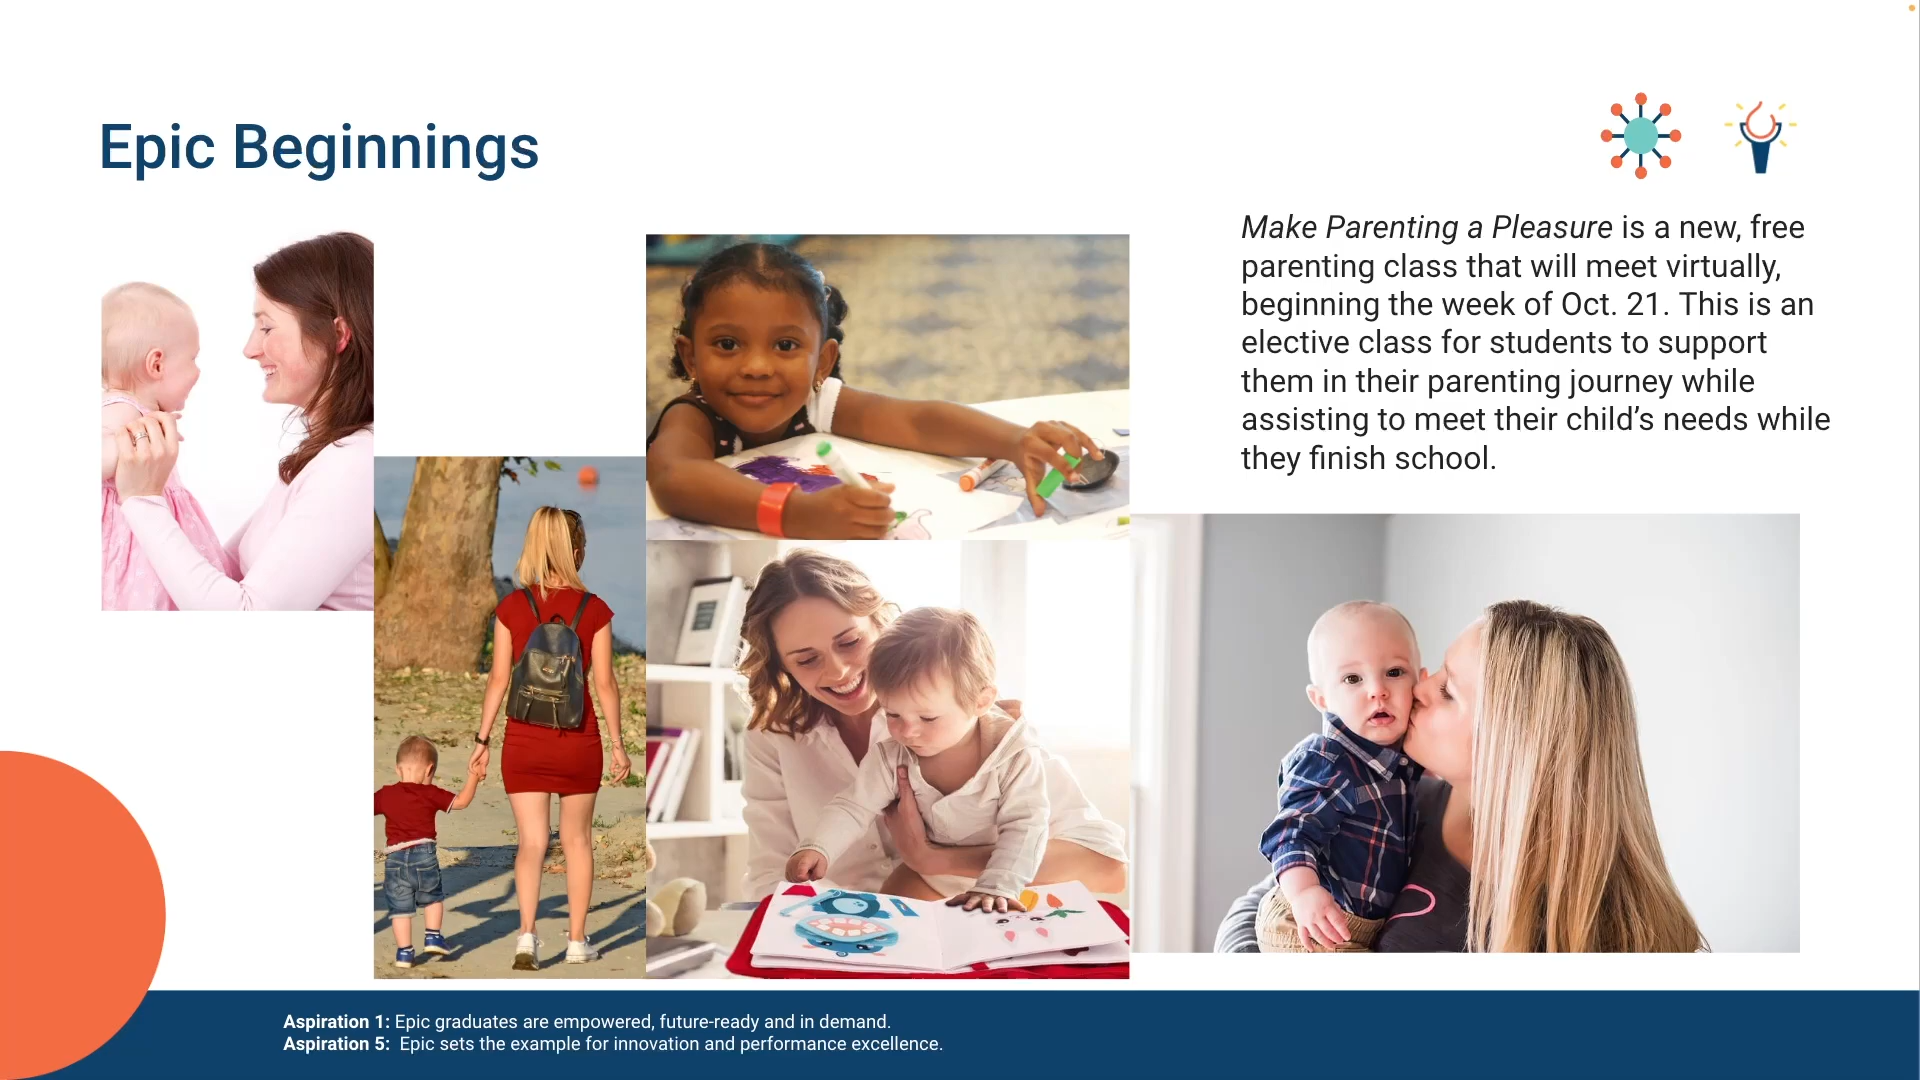 Epic Beginnings
Make Parenting a Pleasure is a new, free
parenting class that will meet virtually,
beginning the week of Oct. 21. This is an
elective class for students to support
them in their parenting journey while
assisting to meet their child’s needs while
they finish school.
Aspiration 1: Epic graduates are empowered, future-ready and in demand.
Aspiration 5:  Epic sets the example for innovation and performance excellence.